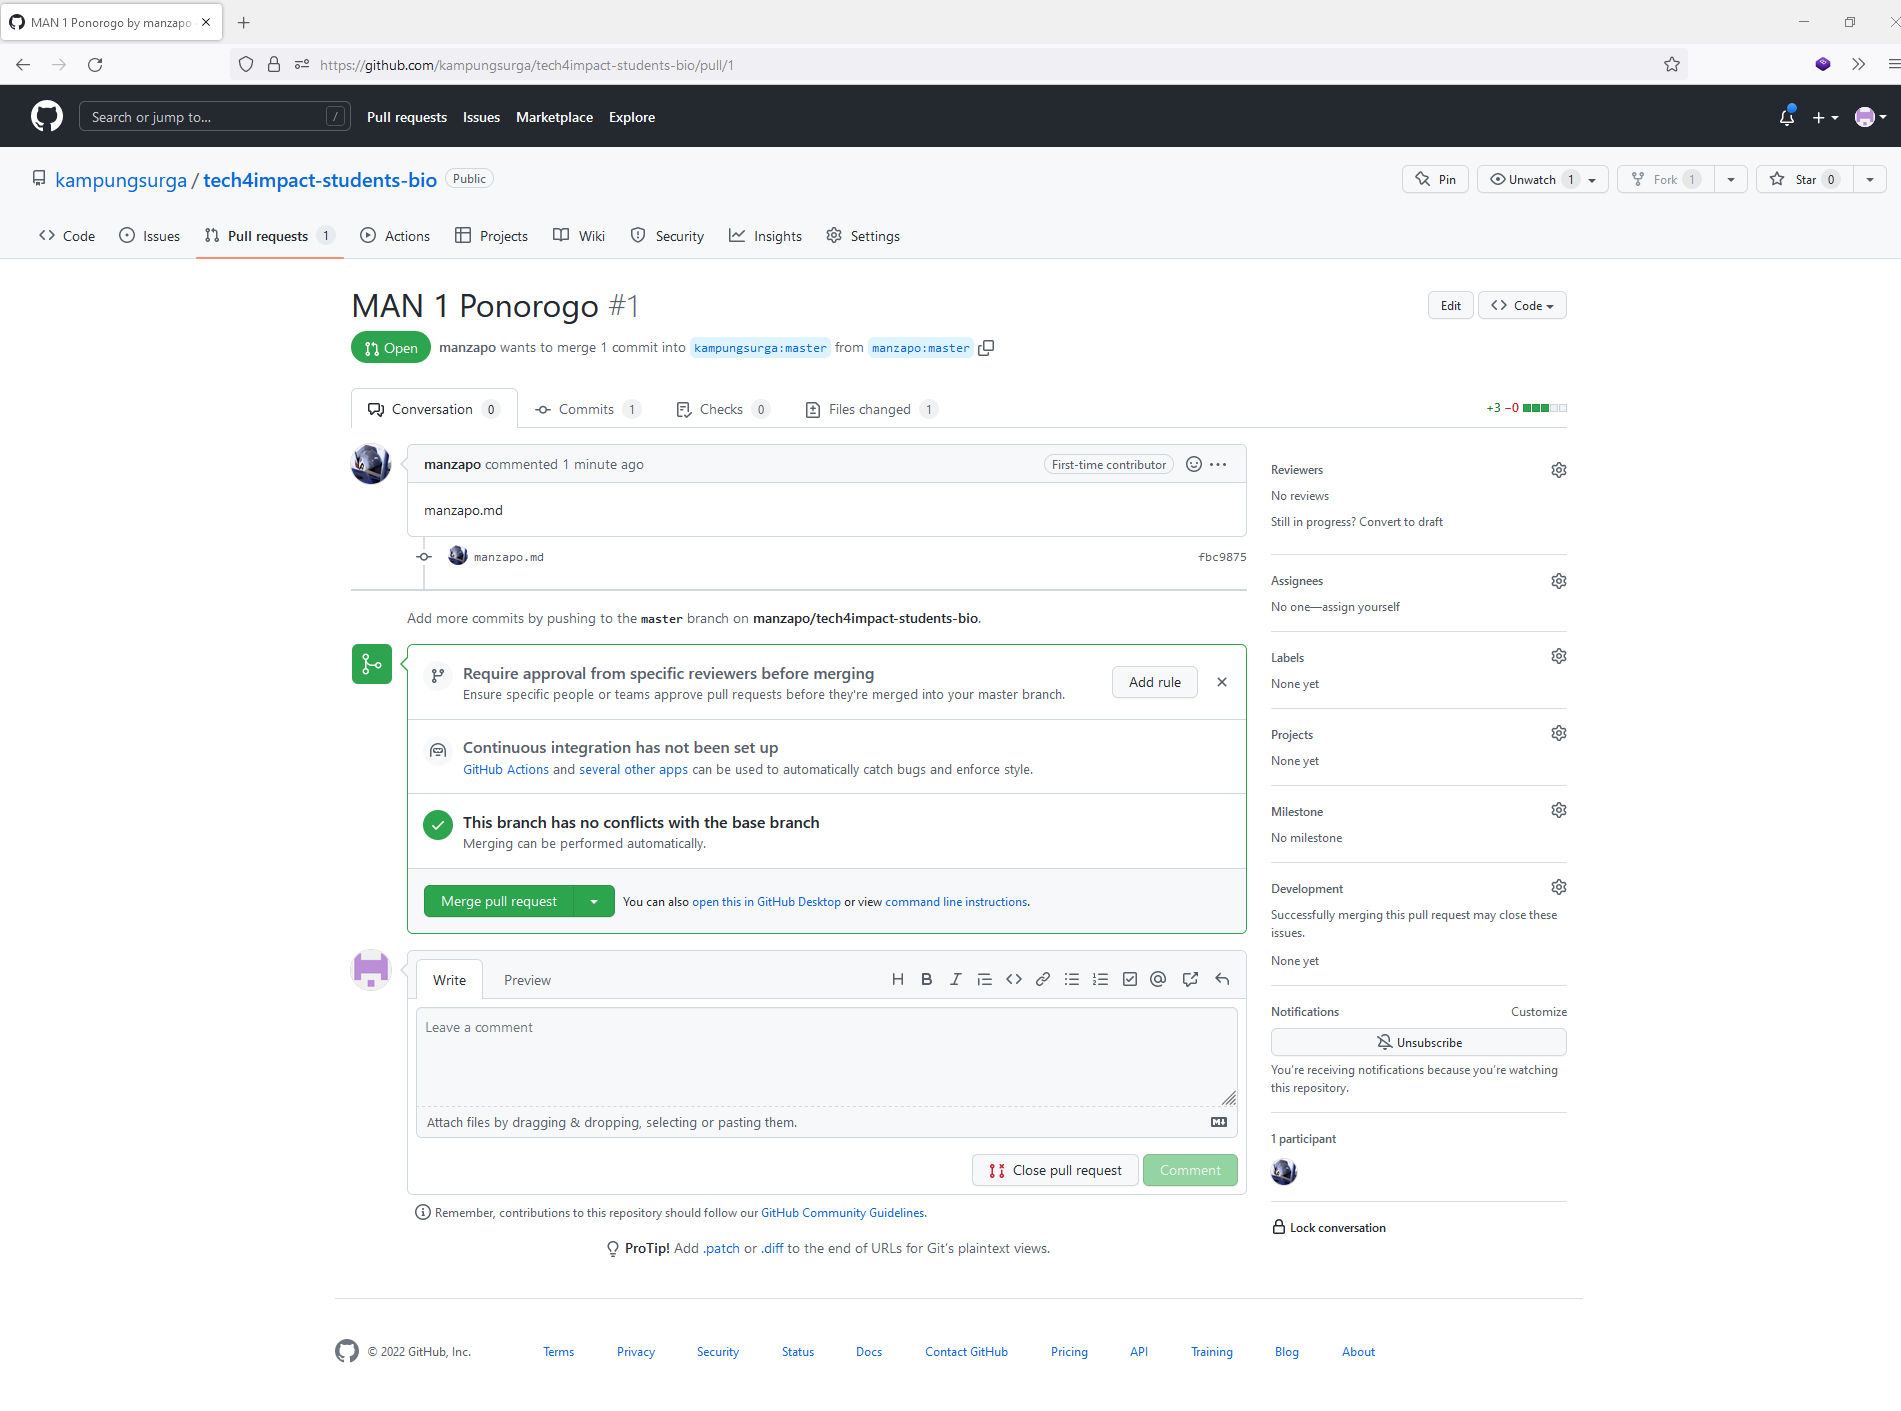 MAN 1 Ponorogo by manzapo
https://github.com/kampungsurga/tech4impact-students-bio/pull/1
Search or jump to... / Pull requests Issues Marketplace Explore
kampungsurga / tech4impact-students-bio Public Pin Unwatch 1 Fork 1 Star 0
Code Issues Pull requests 1 Actions Projects Wiki Security Insights Settings
MAN 1 Ponorogo #1
Edit Code
Open manzapo wants to merge 1 commit into kampungsurga:master from manzapo:master
Conversation 0 Commits 1 Checks 0 Files changed 1 +3 −0
manzapo commented 1 minute ago First-time contributor
manzapo.md
manzapo.md fbc9875
Add more commits by pushing to the master branch on manzapo/tech4impact-students-bio.
Require approval from specific reviewers before merging
Ensure specific people or teams approve pull requests before they're merged into your master branch.
Add rule
Continuous integration has not been set up
GitHub Actions and several other apps can be used to automatically catch bugs and enforce style.
This branch has no conflicts with the base branch
Merging can be performed automatically.
Merge pull request You can also open this in GitHub Desktop or view command line instructions.
Write Preview
Leave a comment
Attach files by dragging & dropping, selecting or pasting them.
Close pull request Comment
Remember, contributions to this repository should follow our GitHub Community Guidelines.
ProTip! Add .patch or .diff to the end of URLs for Git's plaintext views.
Reviewers
No reviews
Still in progress? Convert to draft
Assignees
No one—assign yourself
Labels
None yet
Projects
None yet
Milestone
No milestone
Development
Successfully merging this pull request may close these
issues.
None yet
Notifications Customize
Unsubscribe
You're receiving notifications because you're watching
this repository.
1 participant
Lock conversation
© 2022 GitHub, Inc. Terms Privacy Security Status Docs Contact GitHub Pricing API Training Blog About